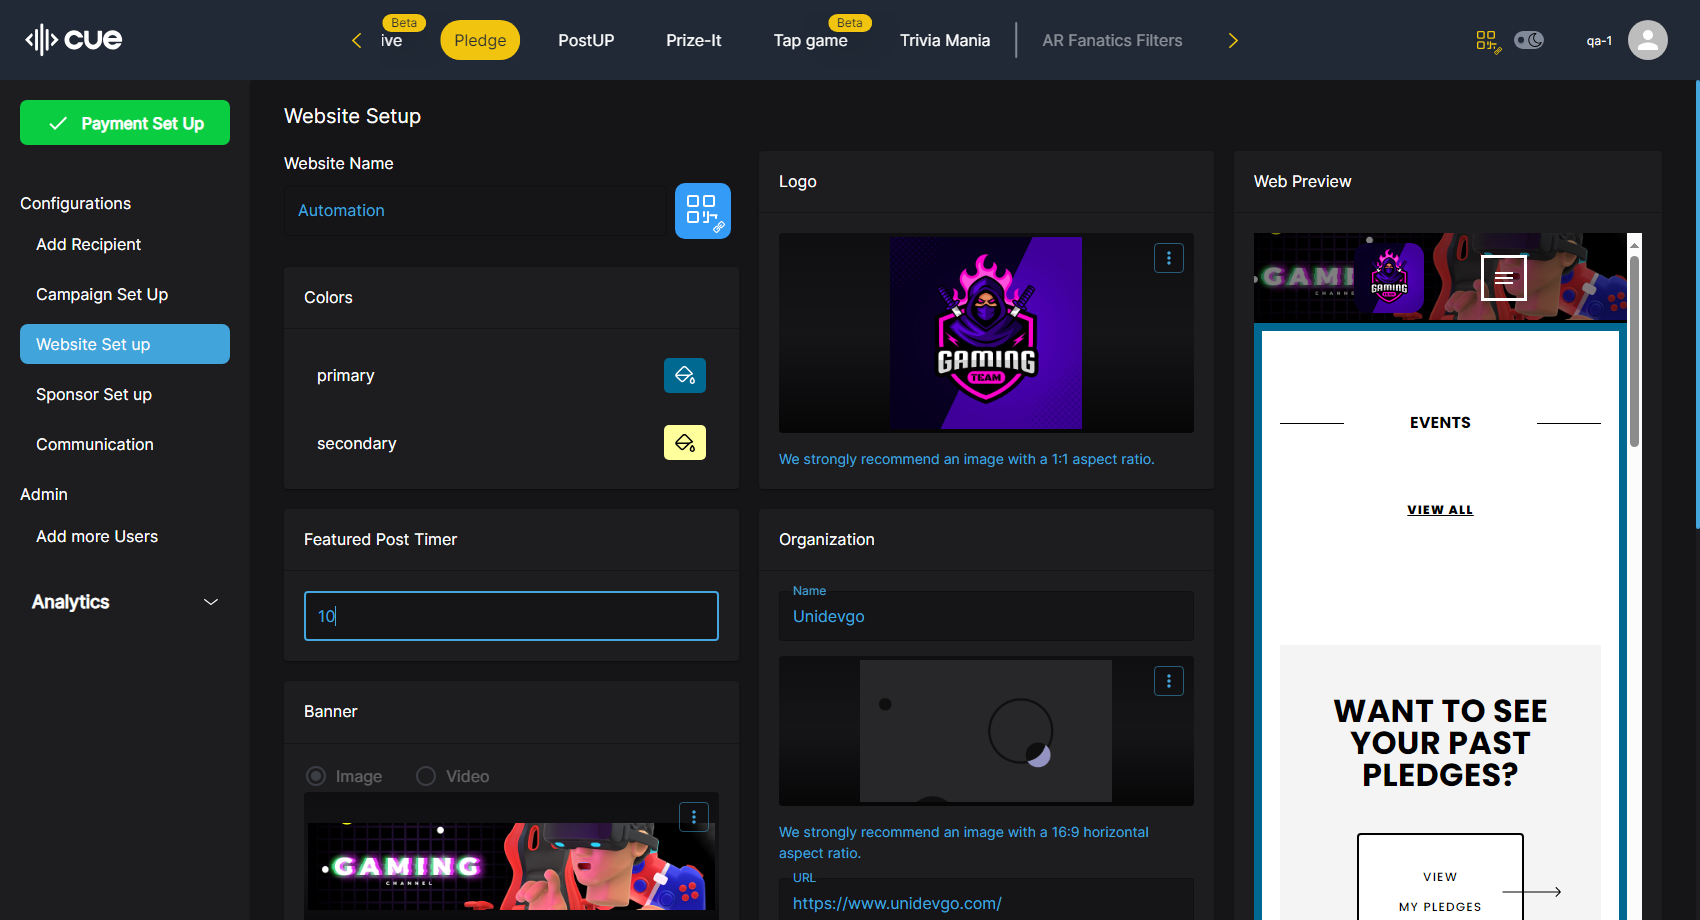 cue
ive
Beta
Pledge
PostUP
Prize-It
Tap game
Beta
Trivia Mania
AR Fanatics Filters
qa-1
Payment Set Up
Configurations
Add Recipient
Campaign Set Up
Website Set up
Sponsor Set up
Communication
Admin
Add more Users
Analytics
Website Setup
Website Name
Automation
Colors
primary
secondary
Featured Post Timer
10
Banner
Image
Video
GAMING
CHANNEL
Logo
GAMING
TEAM
We strongly recommend an image with a 1:1 aspect ratio.
Organization
Name
Unidevgo
We strongly recommend an image with a 16:9 horizontal
aspect ratio.
URL
https://www.unidevgo.com/
Web Preview
GAMI
CHANN
GAMING
TEAM
EVENTS
VIEW ALL
WANT TO SEE
YOUR PAST
PLEDGES?
VIEW
MY PLEDGES